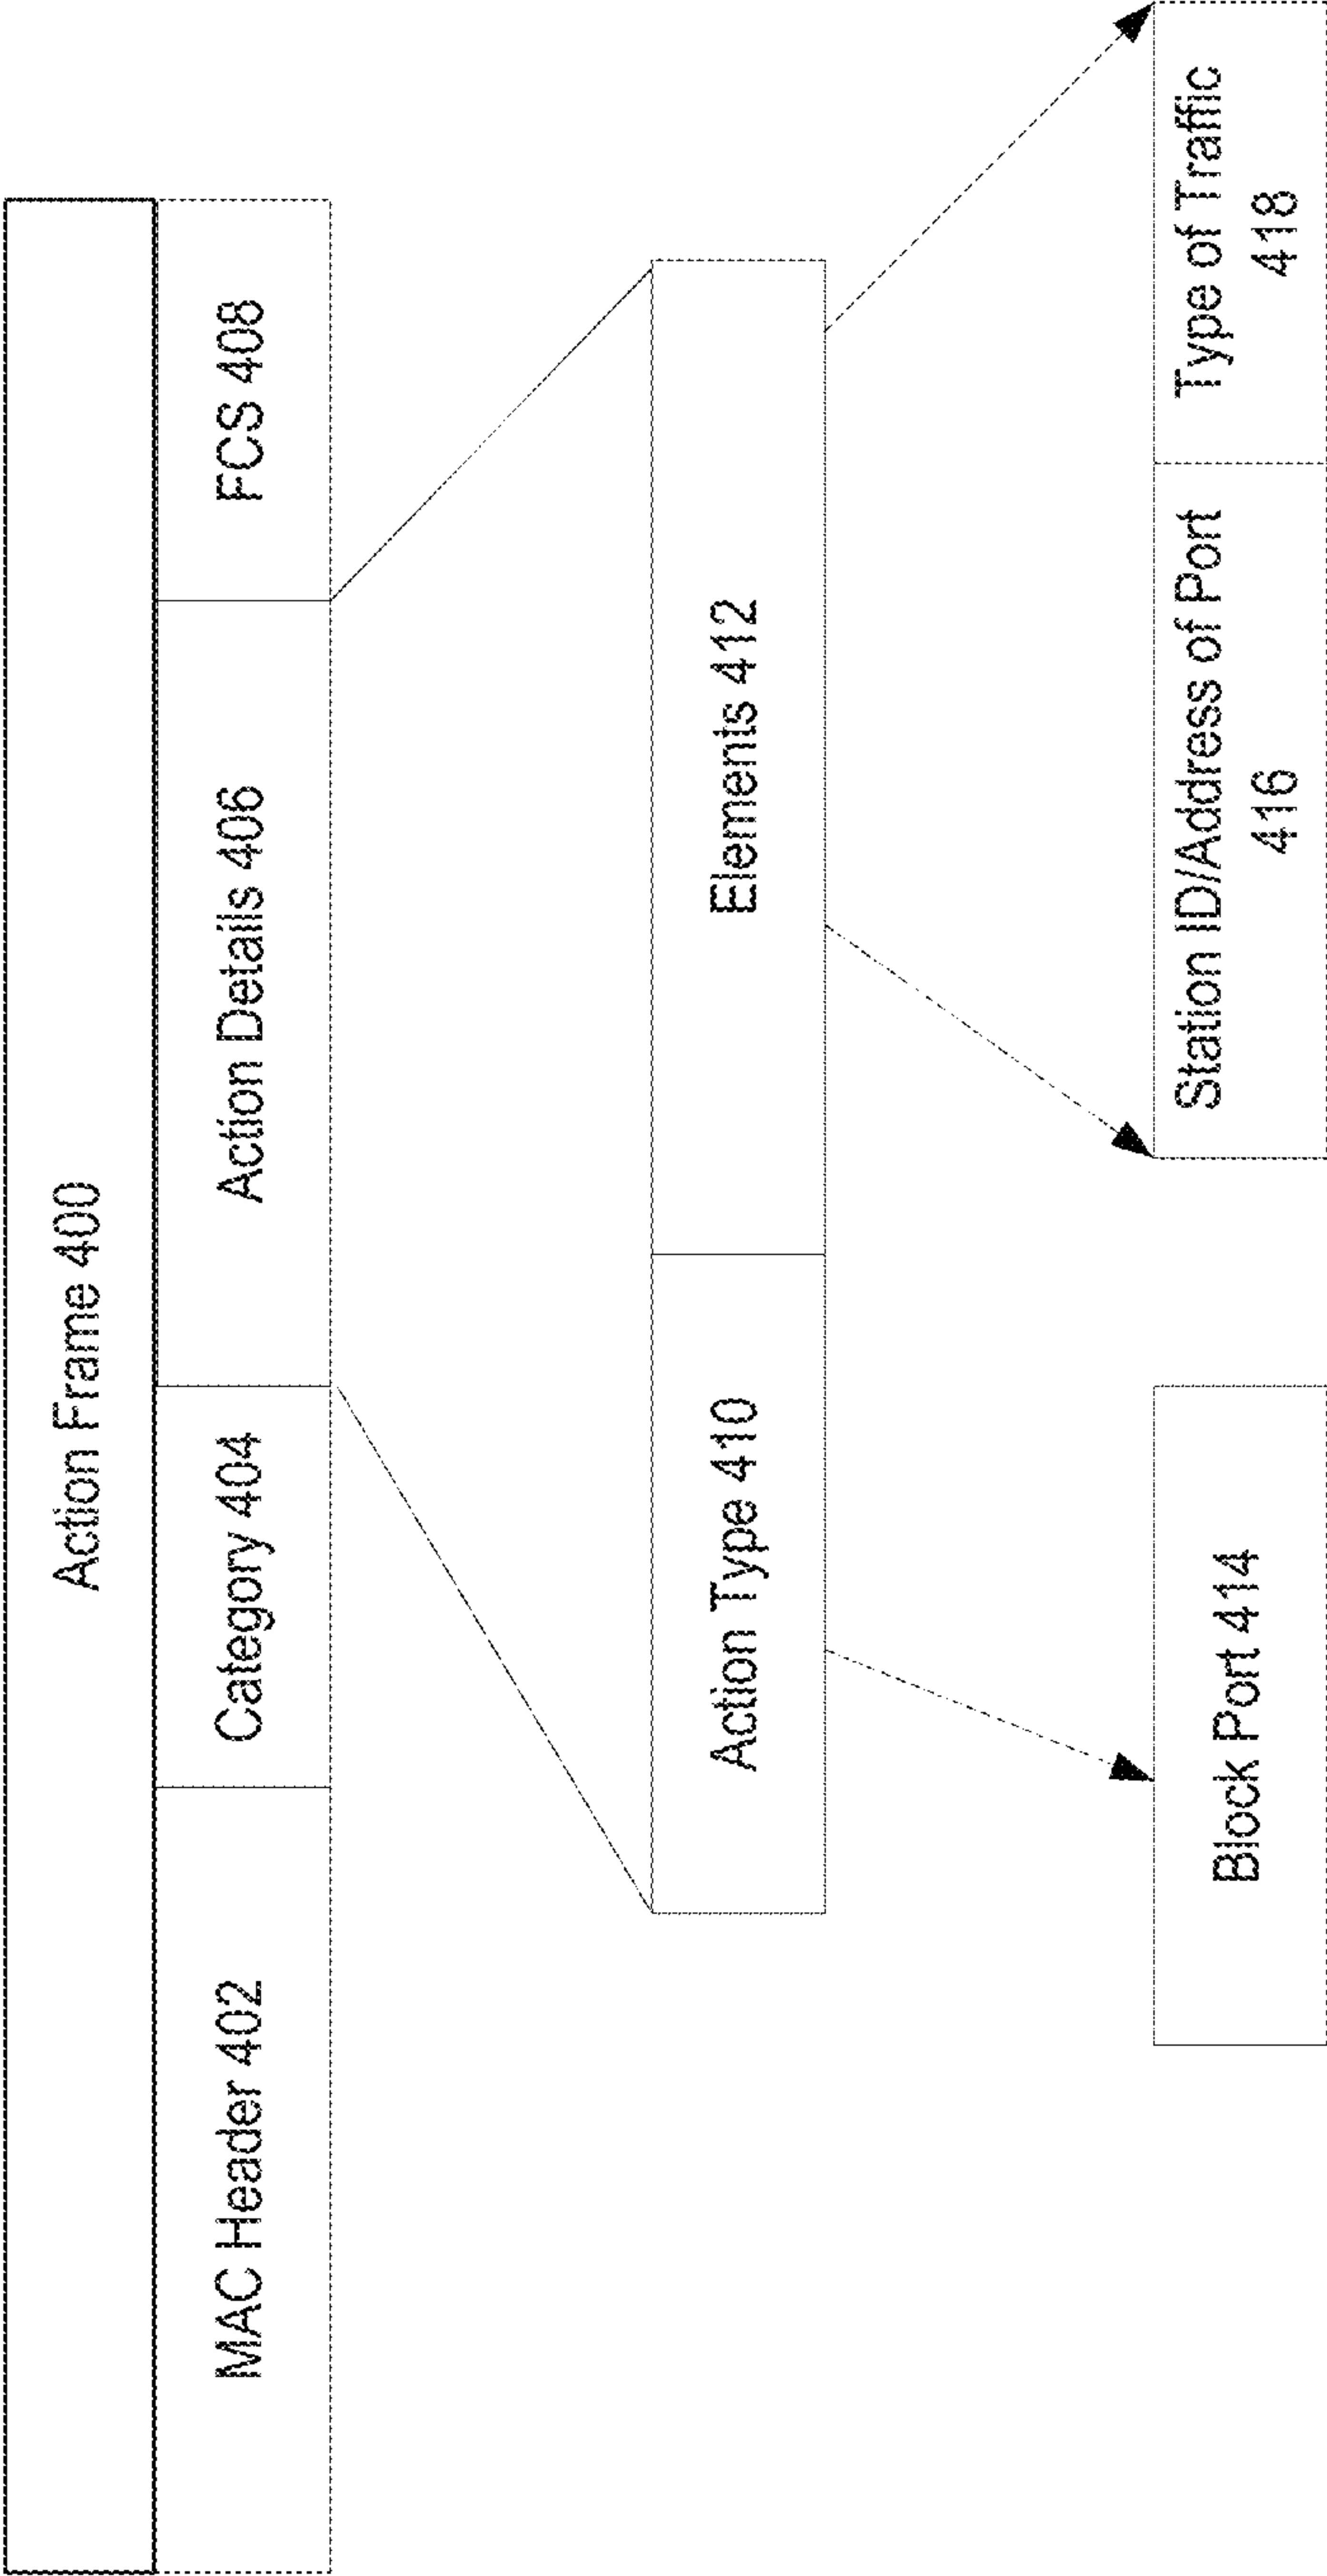 Action Frame 400
MAC Header 402
Category 404
Action Details 406
FCS 408
Action Type 410
Elements 412
Block Port 414
Station ID/Address of Port
416
Type of Traffic
418